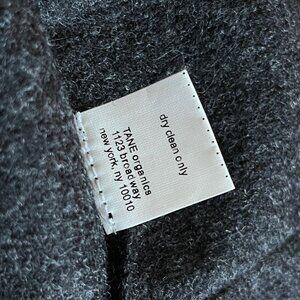 dry clean only
TANE organics
1123 broadway
new york, ny 10010